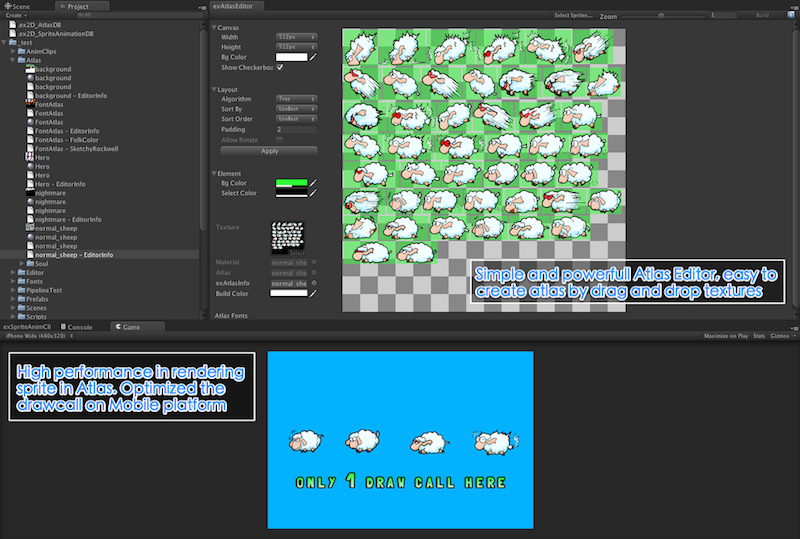 Scene
Project
exAtlasEditor
Create
All
Select Sprites...
Zoom
1
Build
.ex2D_AtlasDB
.ex2D_SpriteAnimationDB
_test
AnimClips
Atlas
background
background
background
background - EditorInfo
FontAtlas
FontAtlas
FontAtlas
FontAtlas - EditorInfo
FontAtlas - FolkColor
FontAtlas - SketchyRockwell
Hero
Hero
Hero
Hero - EditorInfo
nightmare
nightmare
nightmare
nightmare - EditorInfo
normal_sheep
normal_sheep
normal_sheep
normal_sheep - EditorInfo
Soul
Editor
Fonts
PipelineTest
Prefabs
Scenes
Scripts
Canvas
Width 512px
Height 512px
Bg Color
Show Checkerboa
Layout
Algorithm Tree
Sort By UseBest
Sort Order UseBest
Padding 2
Allow Rotate
Apply
Element
Bg Color
Select Color
Texture
Select
Material normal_she
Atlas normal_she
exAtlasInfo normal_she
Build Color
Atlas Fonts
Simple and powerfull Atlas Editor, easy to
create atlas by drag and drop textures
exSpriteAnimCli
Console
Game
iPhone Wide (480x320)
Maximize on Play
Stats
Gizmos
High performance in rendering
sprite in Atlas. Optimized the
drawcall on Mobile platform
ONLY 1 DRAW CALL HERE